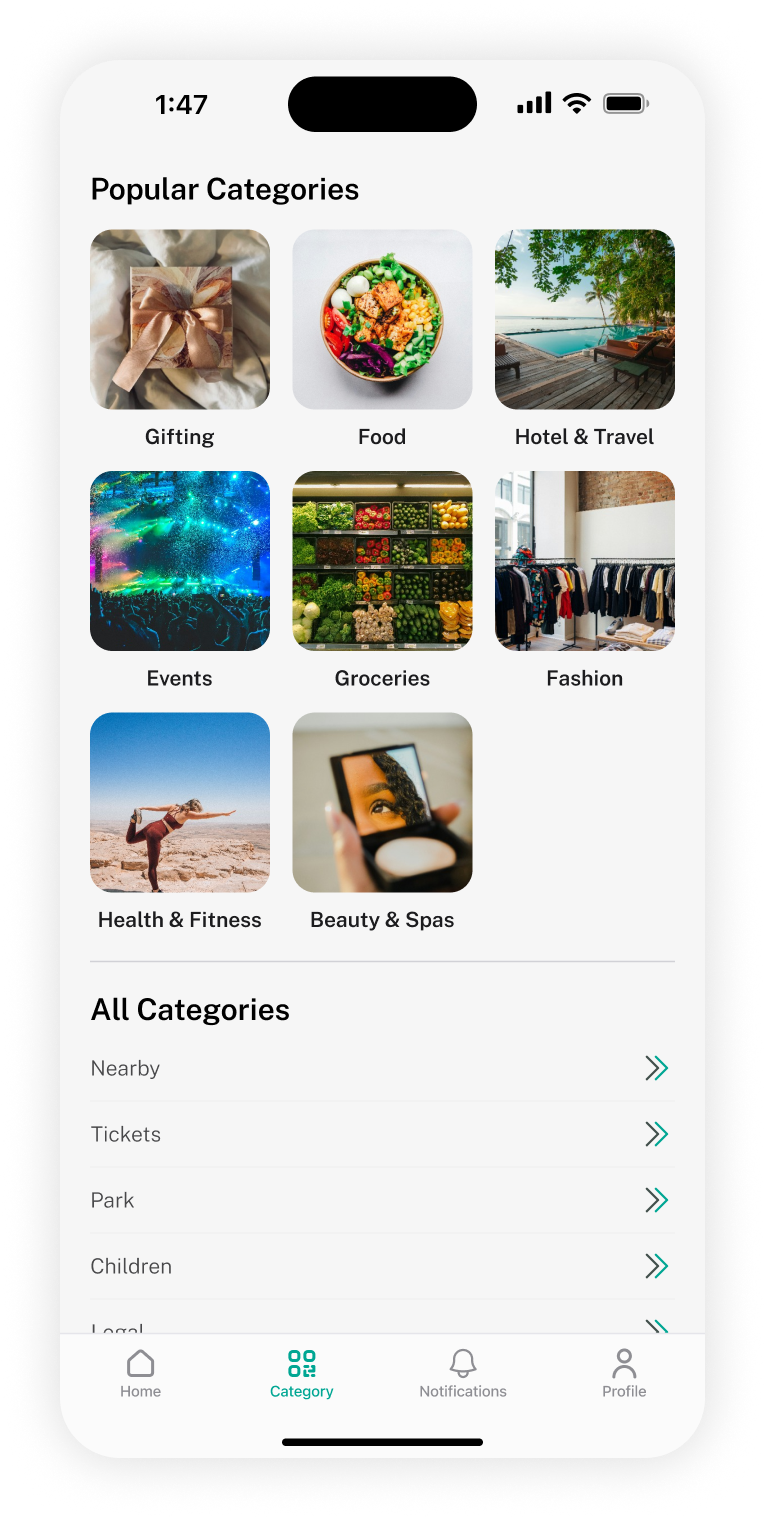 1:47
Popular Categories
Gifting
Food
Hotel & Travel
Events
Groceries
Fashion
Health & Fitness
Beauty & Spas
All Categories
Nearby
Tickets
Park
Children
Legal
Home
Category
Notifications
Profile